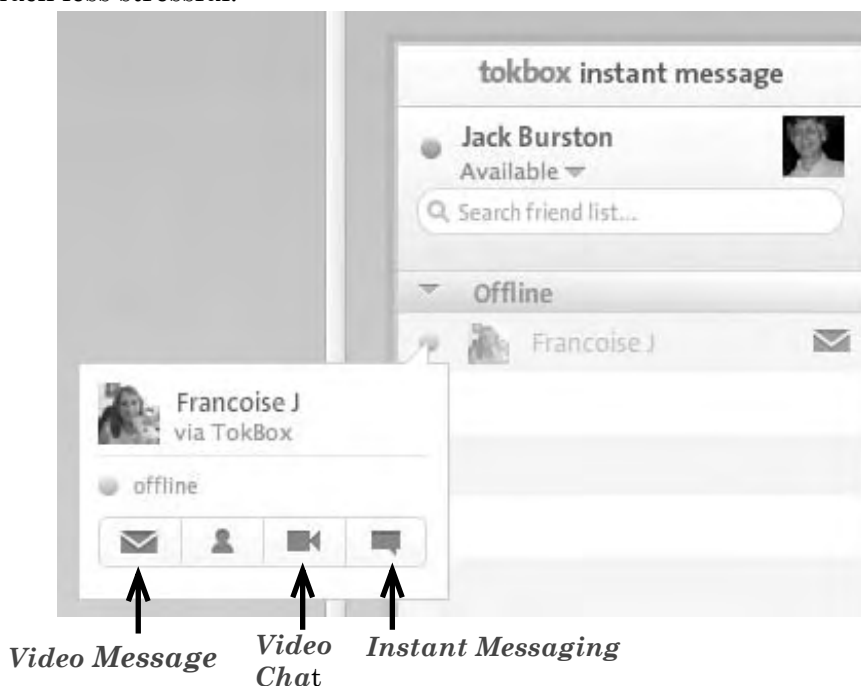 tokbox instant message
Jack Burston
Available
Search friend list...
Offline
Francoise J
Francoise J
via TokBox
offline
Video Message
Video
Chat
Instant Messaging